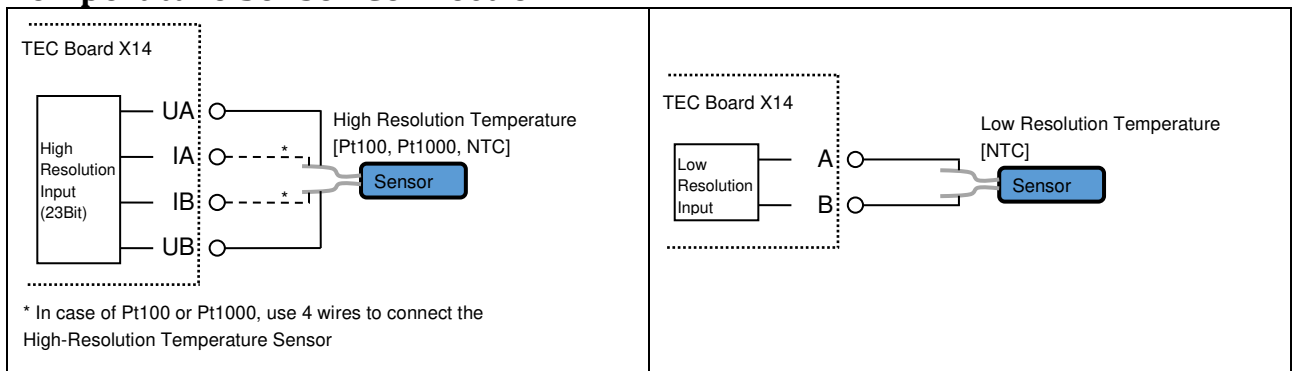 TEC Board X14
High
Resolution
Input
(23Bit)
UA
IA
IB
UB
*
*
High Resolution Temperature
[Pt100, Pt1000, NTC]
Sensor
* In case of Pt100 or Pt1000, use 4 wires to connect the
High-Resolution Temperature Sensor
TEC Board X14
Low
Resolution
Input
A
B
Low Resolution Temperature
[NTC]
Sensor